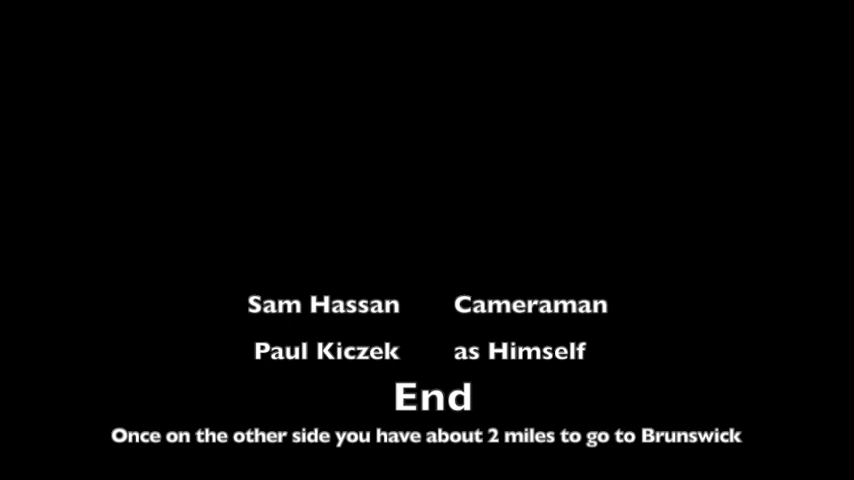 Sam Hassan Cameraman
Paul Kiczek as Himself
End
Once on the other side you have about 2 miles to go to Brunswick